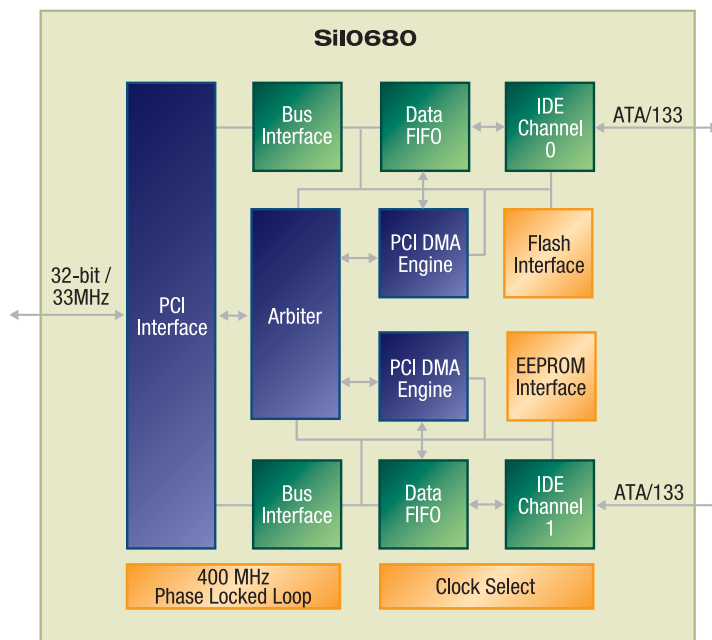 SiI0680
Bus
Interface
Data
FIFO
IDE
Channel
0
ATA/133
32-bit /
33MHz
PCI
Interface
Arbiter
PCI DMA
Engine
Flash
Interface
PCI DMA
Engine
EEPROM
Interface
Bus
Interface
Data
FIFO
IDE
Channel
1
ATA/133
400 MHz
Phase Locked Loop
Clock Select